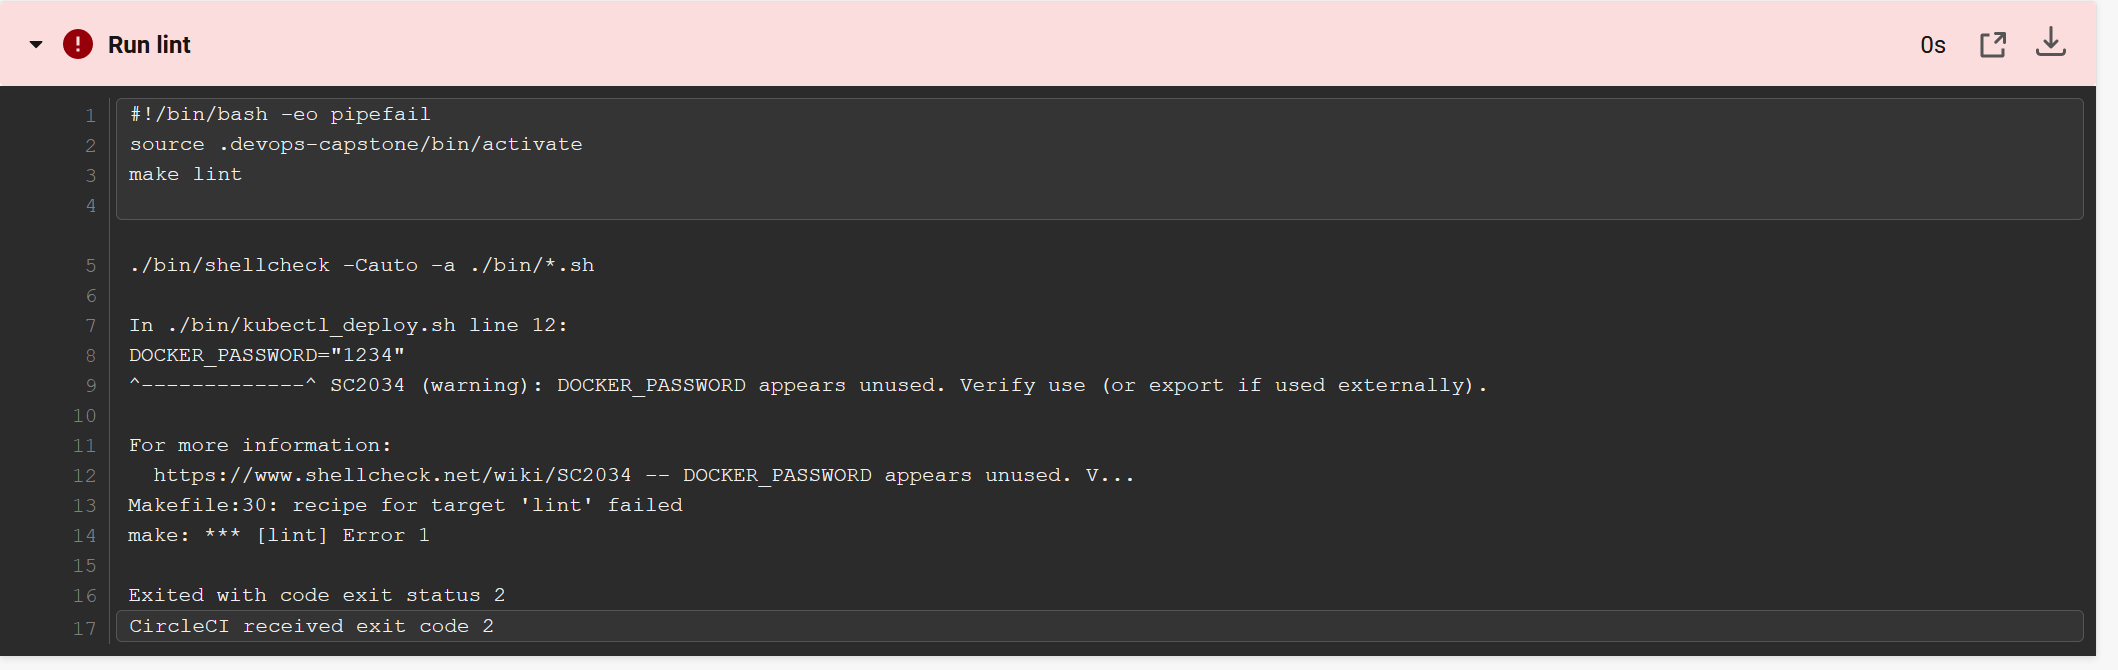 Run lint
0s
1 #!/bin/bash -eo pipefail
2 source .devops-capstone/bin/activate
3 make lint
4
5 ./bin/shellcheck -Cauto -a ./bin/*.sh
6
7 In ./bin/kubectl_deploy.sh line 12:
8 DOCKER_PASSWORD="1234"
9 ^-------------^ SC2034 (warning): DOCKER_PASSWORD appears unused. Verify use (or export if used externally).
10
11 For more information:
12   https://www.shellcheck.net/wiki/SC2034 -- DOCKER_PASSWORD appears unused. V...
13 Makefile:30: recipe for target 'lint' failed
14 make: *** [lint] Error 1
15
16 Exited with code exit status 2
17 CircleCI received exit code 2